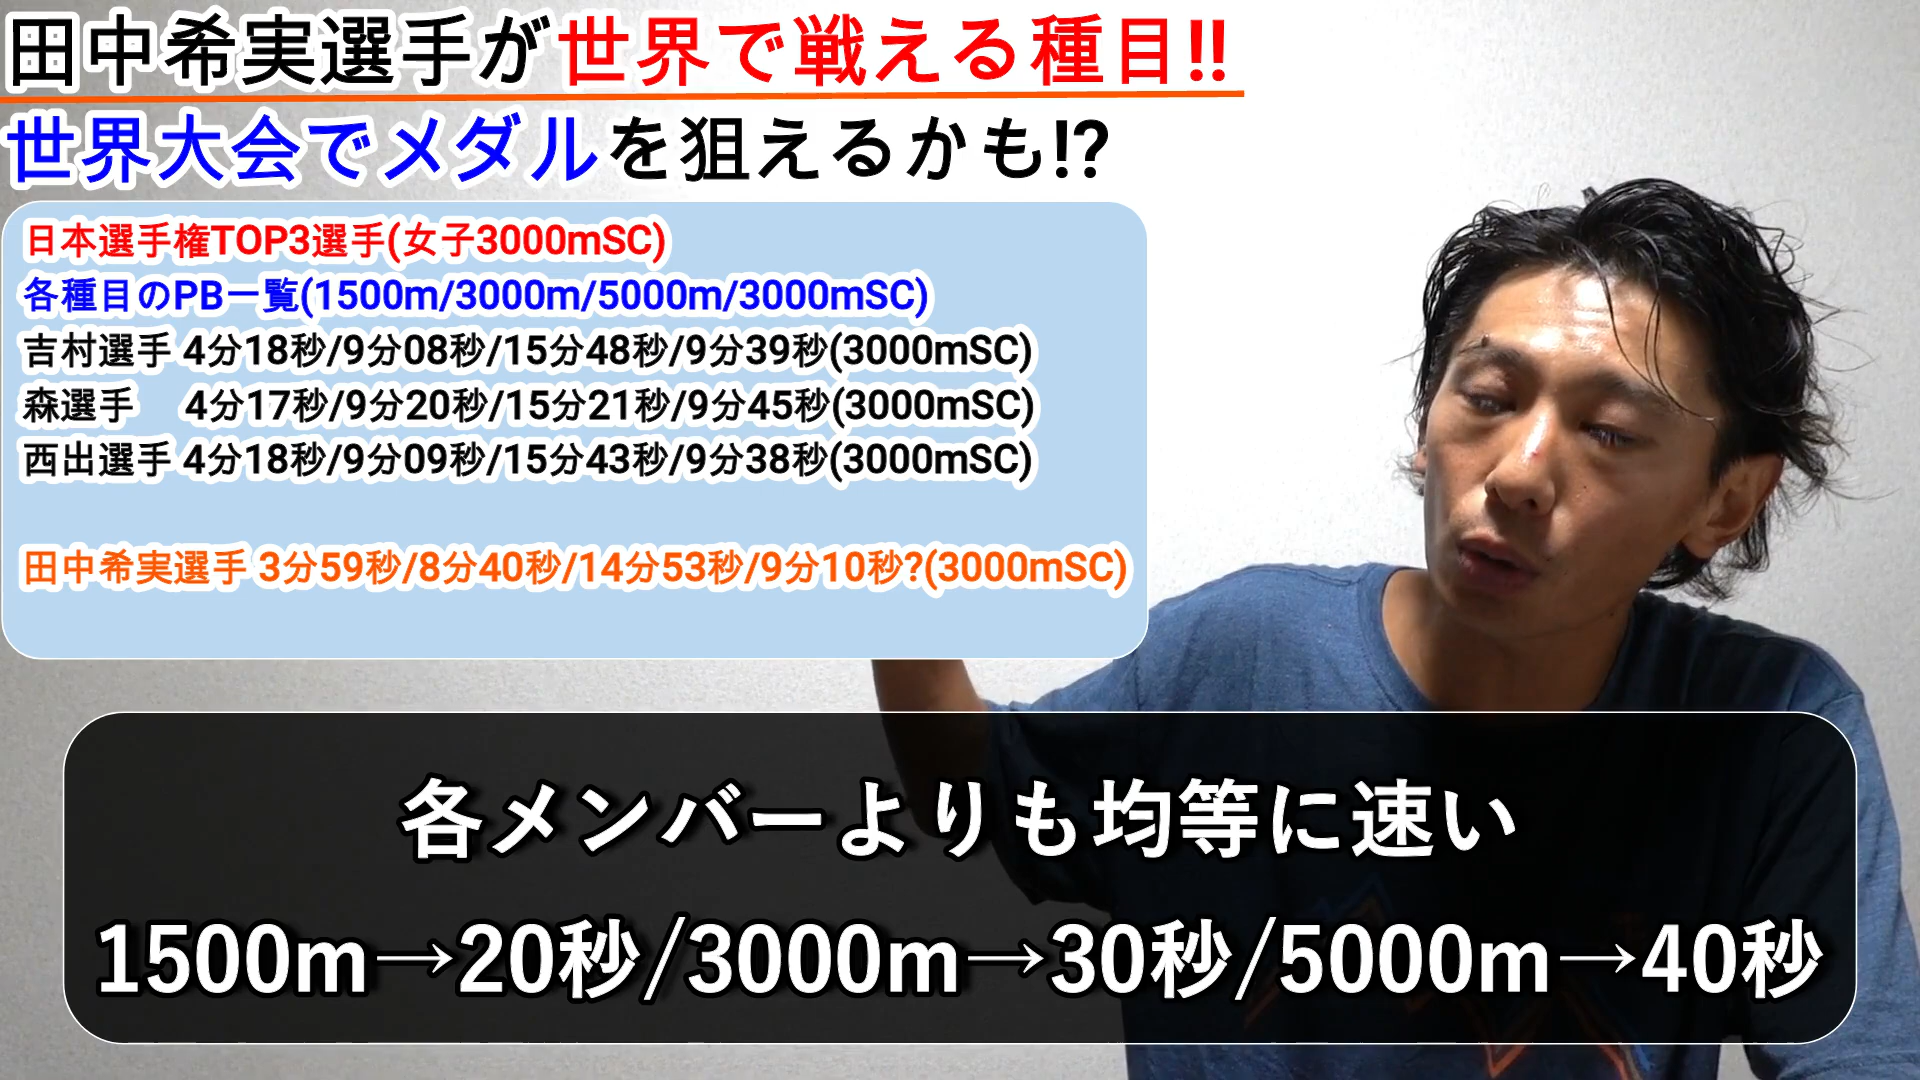 田中希実選手が世界で戦える種目!!
世界大会でメダルを狙えるかも!?
日本選手権TOP3選手(女子3000mSC)
各種目のPB一覧(1500m/3000m/5000m/3000mSC)
吉村選手 4分18秒/9分08秒/15分48秒/9分39秒(3000mSC)
森選手 4分17秒/9分20秒/15分21秒/9分45秒(3000mSC)
西出選手 4分18秒/9分09秒/15分43秒/9分38秒(3000mSC)
田中希実選手 3分59秒/8分40秒/14分53秒/9分10秒?(3000mSC)
各メンバーよりも均等に速い
1500m→20秒/3000m→30秒/5000m→40秒